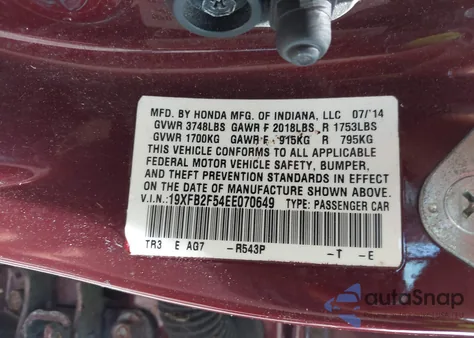 MFD. BY HONDA MFG. OF INDIANA, LLC 07/'14
GVWR 3748LBS GAWR F 2018LBS R 1753LBS
GVWR 1700KG GAWR F 915KG R 795KG
THIS VEHICLE CONFORMS TO ALL APPLICABLE
FEDERAL MOTOR VEHICLE SAFETY, BUMPER,
AND THEFT PREVENTION STANDARDS IN EFFECT
ON THE DATE OF MANUFACTURE SHOWN ABOVE.
V.I.N.: 19XFB2F54EE070649 TYPE: PASSENGER CAR
TR3 E AG7 -R543P -T -E
autaSnap